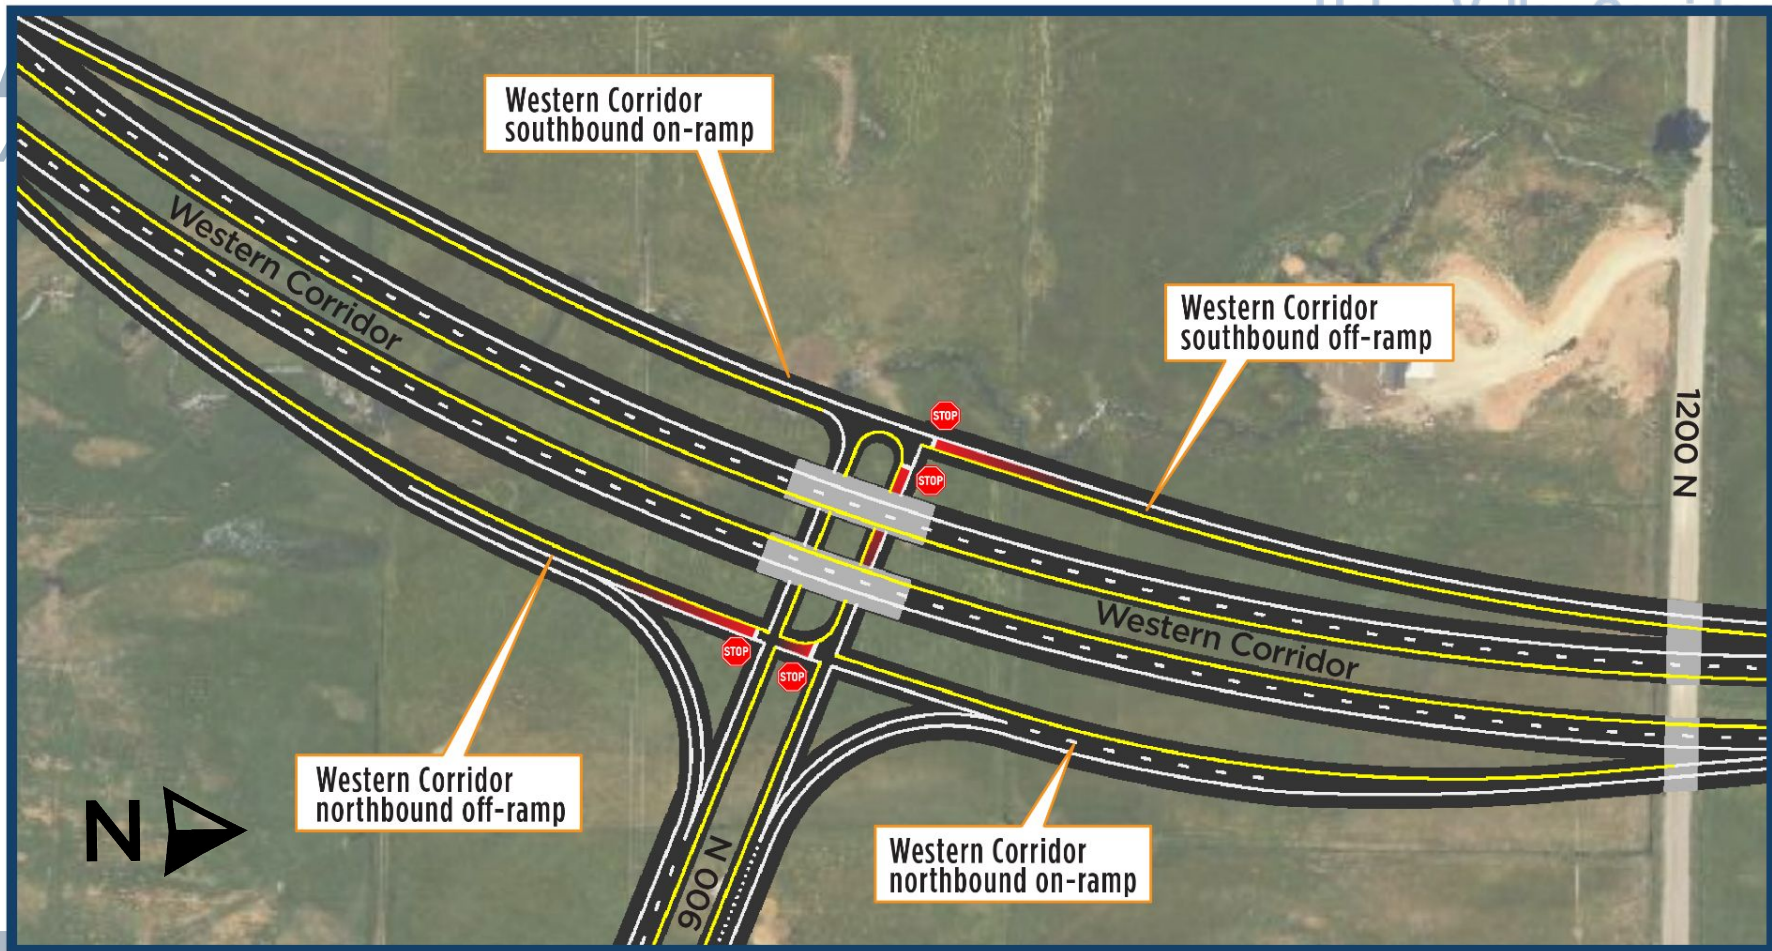 Western Corridor
southbound on-ramp
Western Corridor
Western Corridor
southbound off-ramp
1200 N
STOP
STOP
Western Corridor
STOP
STOP
Western Corridor
northbound off-ramp
N
900 N
Western Corridor
northbound on-ramp